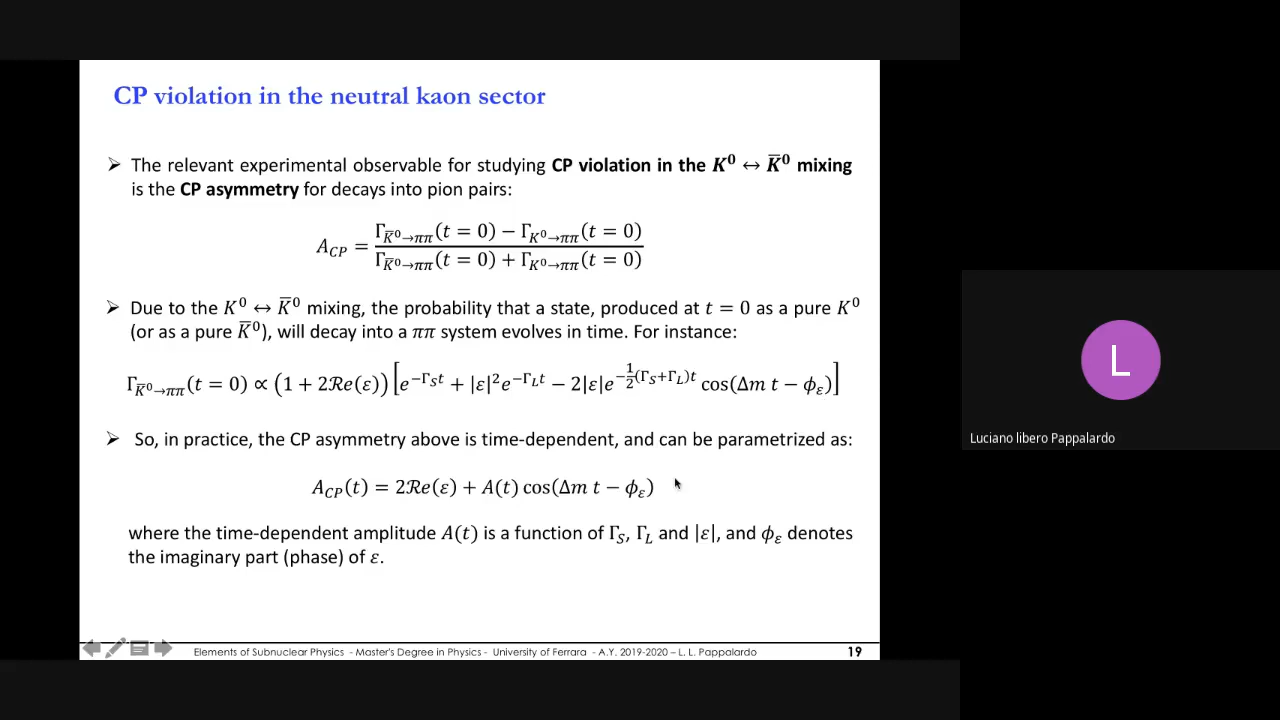 CP violation in the neutral kaon sector
➢ The relevant experimental observable for studying CP violation in the K⁰ ↔ K̅⁰ mixing
is the CP asymmetry for decays into pion pairs:
A_CP = (Γ_{K̅⁰→ππ}(t = 0) − Γ_{K⁰→ππ}(t = 0)) / (Γ_{K̅⁰→ππ}(t = 0) + Γ_{K⁰→ππ}(t = 0))
➢ Due to the K⁰ ↔ K̅⁰ mixing, the probability that a state, produced at t = 0 as a pure K⁰
(or as a pure K̅⁰), will decay into a ππ system evolves in time. For instance:
Γ_{K̅⁰→ππ}(t = 0) ∝ (1 + 2ℛe(ε)) [e^{−Γ_S t} + |ε|² e^{−Γ_L t} − 2|ε|e^{−½(Γ_S+Γ_L)t} cos(Δm t − ϕ_ε)]
➢ So, in practice, the CP asymmetry above is time-dependent, and can be parametrized as:
A_CP(t) = 2ℛe(ε) + A(t) cos(Δm t − ϕ_ε)
where the time-dependent amplitude A(t) is a function of Γ_S, Γ_L and |ε|, and ϕ_ε denotes
the imaginary part (phase) of ε.
Elements of Subnuclear Physics - Master's Degree in Physics - University of Ferrara - A.Y. 2019-2020 – L. L. Pappalardo
19
L
Luciano libero Pappalardo